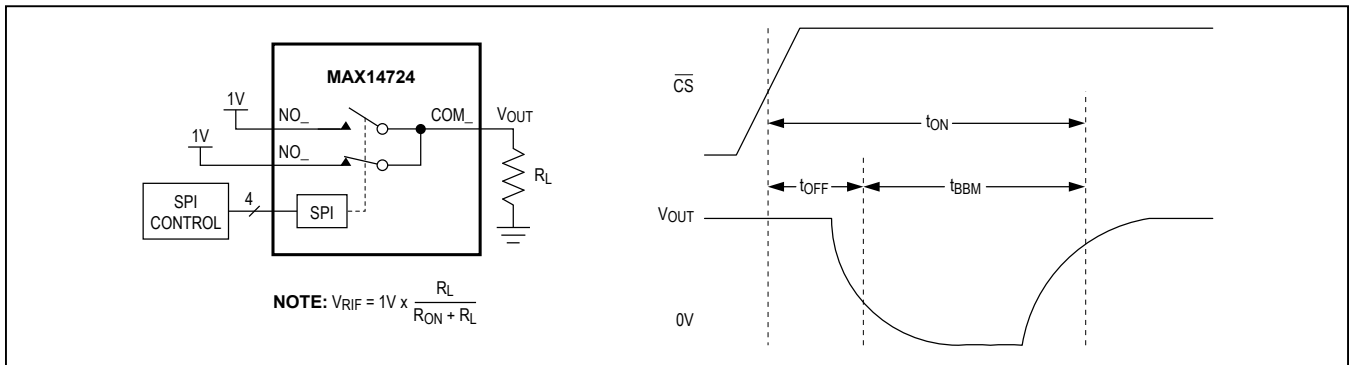 MAX14724
1V
NO_
COM_
VOUT
1V
NO_
RL
SPI
CONTROL
4
SPI
NOTE: VRIF = 1V x RL / RON + RL
CS
tON
tOFF
tBBM
VOUT
0V